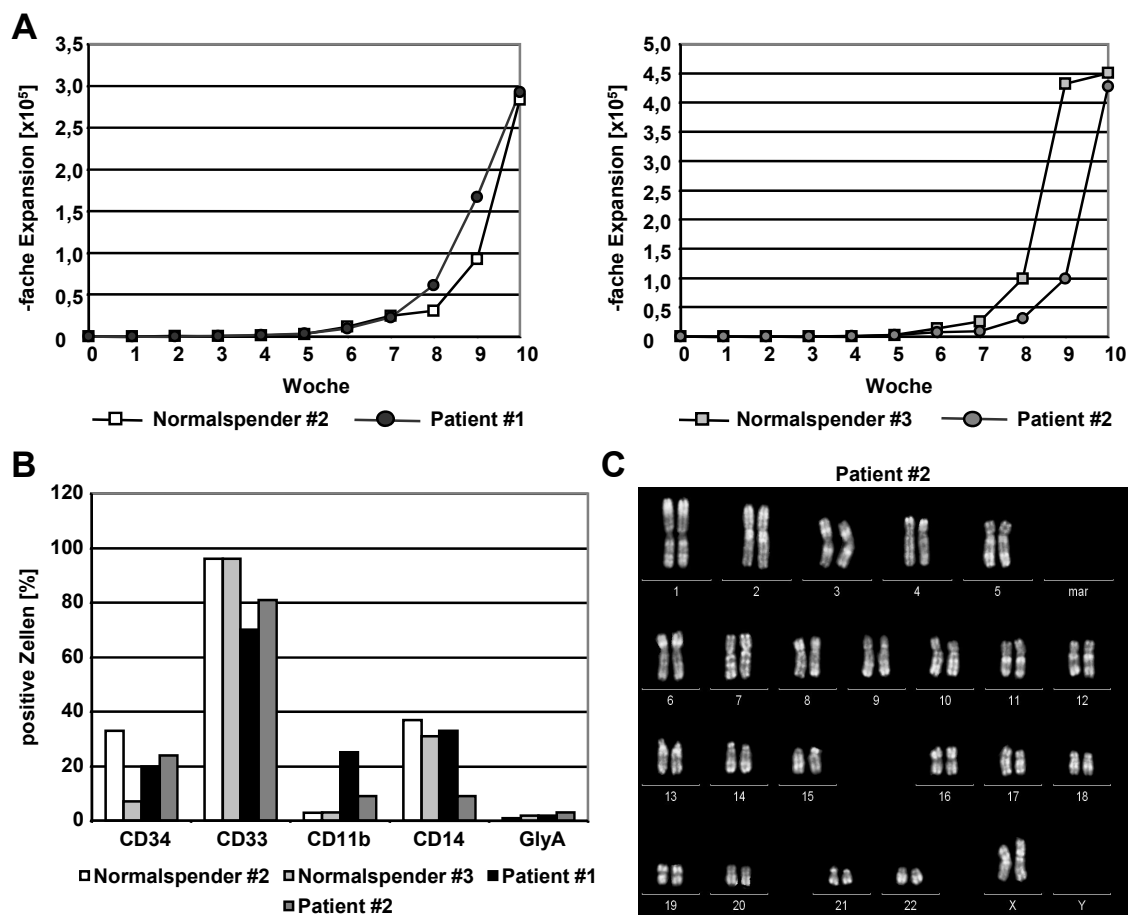 A
-fache Expansion [x10⁵]
3,5
3,0
2,5
2,0
1,5
1,0
0,5
0
0 1 2 3 4 5 6 7 8 9 10
Woche
Normalspender #2 Patient #1
-fache Expansion [x10⁵]
5,0
4,5
4,0
3,5
3,0
2,5
2,0
1,5
1,0
0,5
0
0 1 2 3 4 5 6 7 8 9 10
Woche
Normalspender #3 Patient #2
B
positive Zellen [%]
120
100
80
60
40
20
0
CD34 CD33 CD11b CD14 GlyA
Normalspender #2 Normalspender #3 Patient #1
Patient #2
C
Patient #2
1 2 3 4 5 mar
6 7 8 9 10 11 12
13 14 15 16 17 18
19 20 21 22 X Y